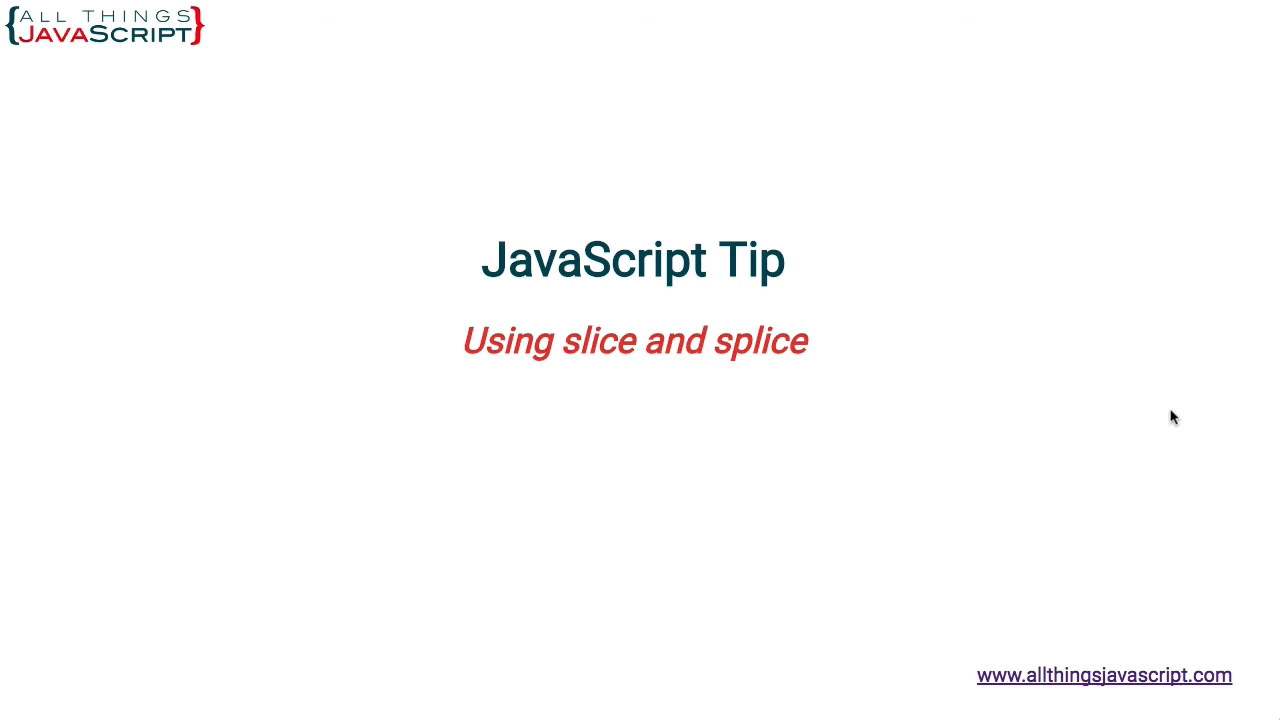 {ALL THINGS
JAVASCRIPT}
JavaScript Tip
Using slice and splice
www.allthingsjavascript.com